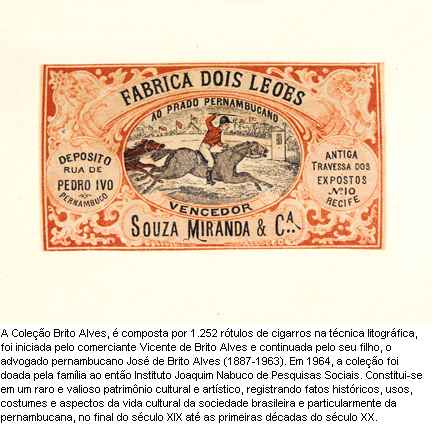 FABRICA DOIS LEOES
AO PRADO PERNAMBUCANO
DEPOSITO
RUA DE
PEDRO IVO
PERNAMBUCO
ANTIGA
TRAVESSA DOS
EXPOSTOS
Nº 10
RECIFE
VENCEDOR
SOUZA MIRANDA & CA.
A Coleção Brito Alves, é composta por 1.252 rótulos de cigarros na técnica litográfica,
foi iniciada pelo comerciante Vicente de Brito Alves e continuada pelo seu filho, o
advogado pernambucano José de Brito Alves (1887-1963). Em 1964, a coleção foi
doada pela família ao então Instituto Joaquim Nabuco de Pesquisas Sociais. Constitui-se
em um raro e valioso patrimônio cultural e artístico, registrando fatos históricos, usos,
costumes e aspectos da vida cultural da sociedade brasileira e particularmente da
pernambucana, no final do século XIX até as primeiras décadas do século XX.